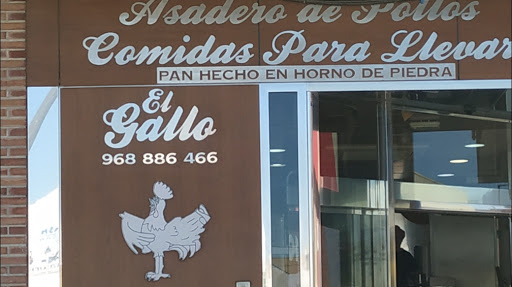 Asadero de Pollos
Comidas Para Llevar
PAN HECHO EN HORNO DE PIEDRA
El
Gallo
968 886 466